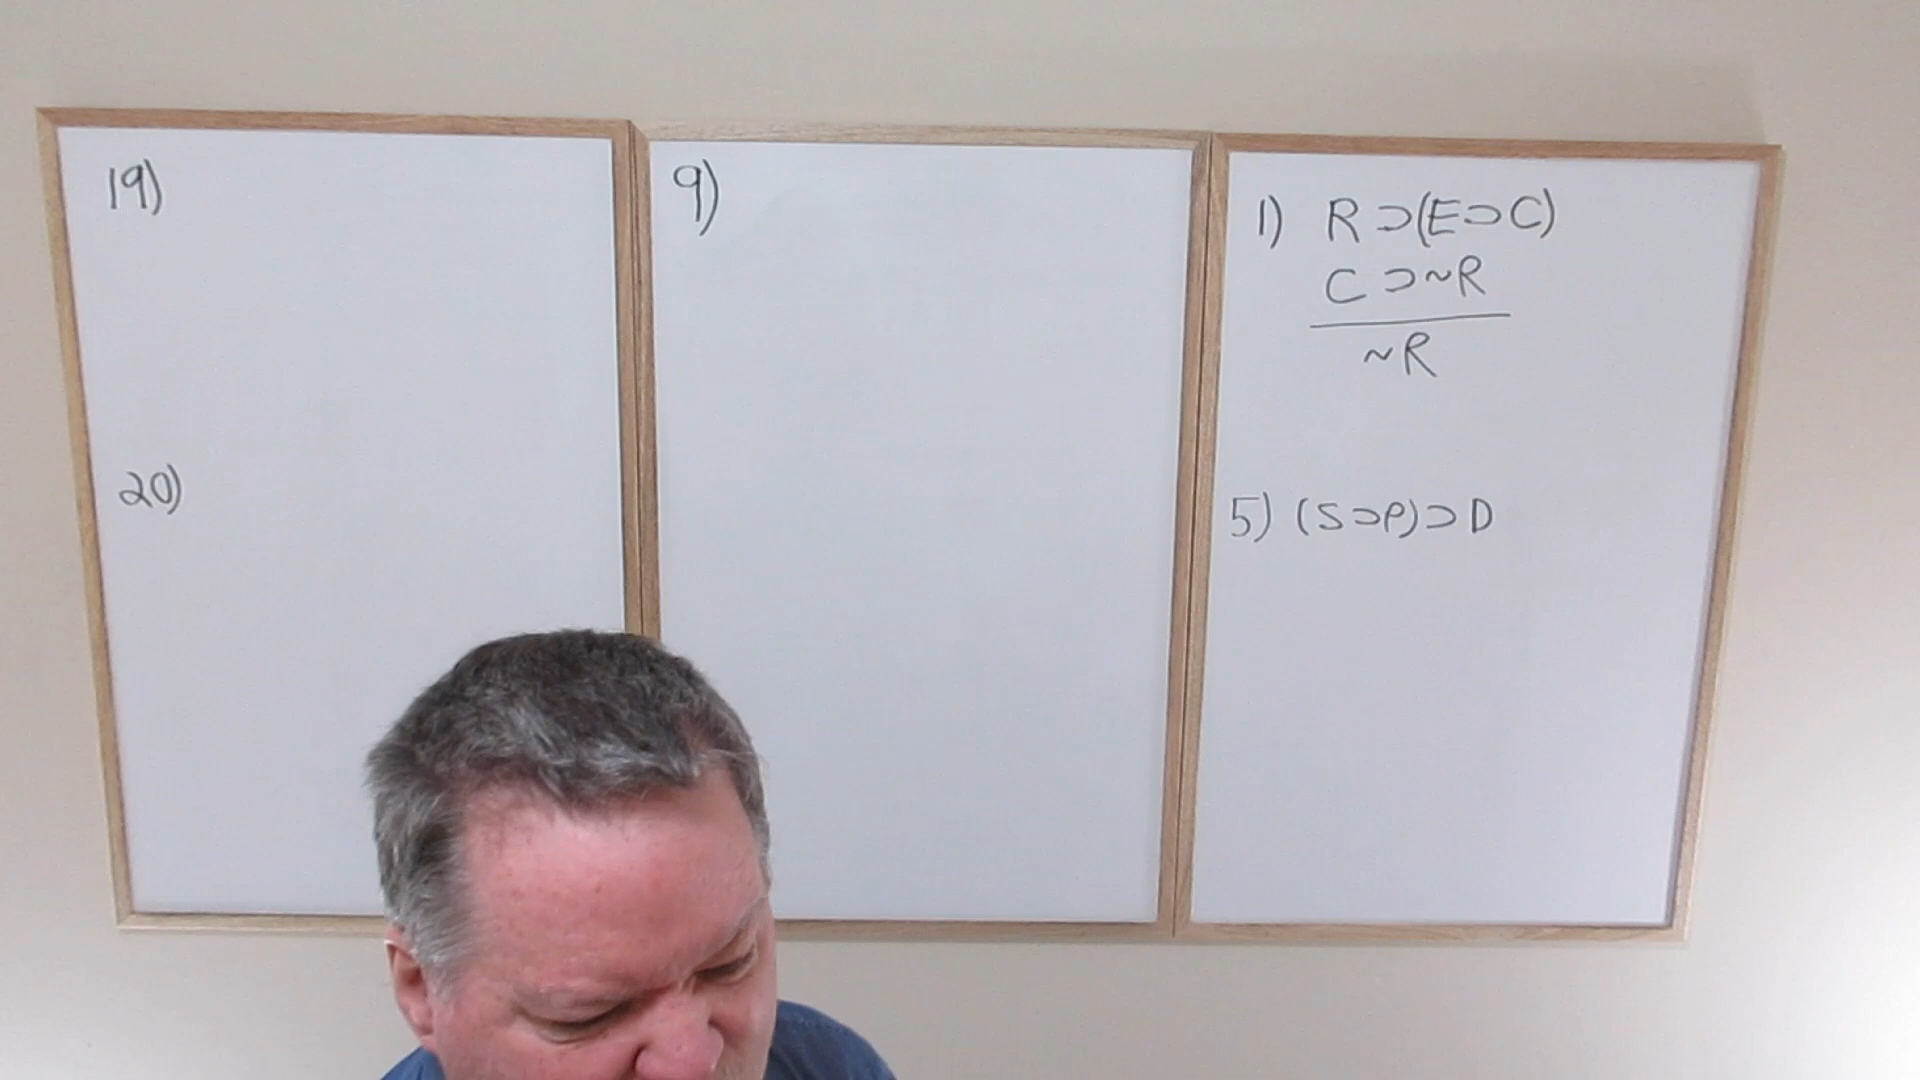 19)
20)
9)
1) R ⊃ (E ⊃ C)
C ⊃ ~R
~R
5) (S ⊃ P) ⊃ D